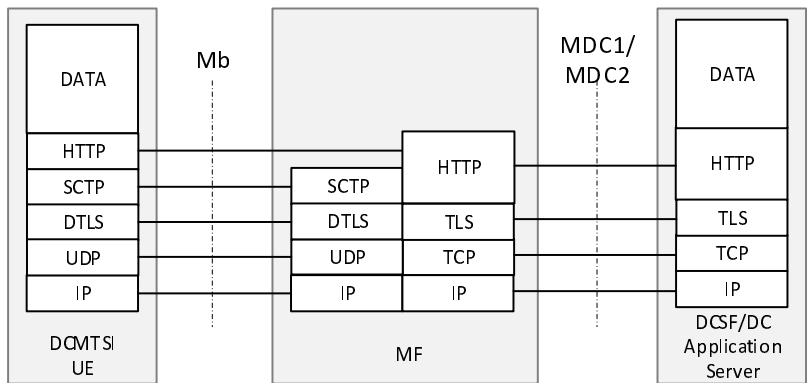 DATA
HTTP
SCTP
DTLS
UDP
IP
DCMTSI
UE
Mb
HTTP
SCTP
DTLS
TLS
UDP
TCP
IP
IP
MF
MDC1/
MDC2
DATA
HTTP
TLS
TCP
IP
DCSF/DC
Application
Server